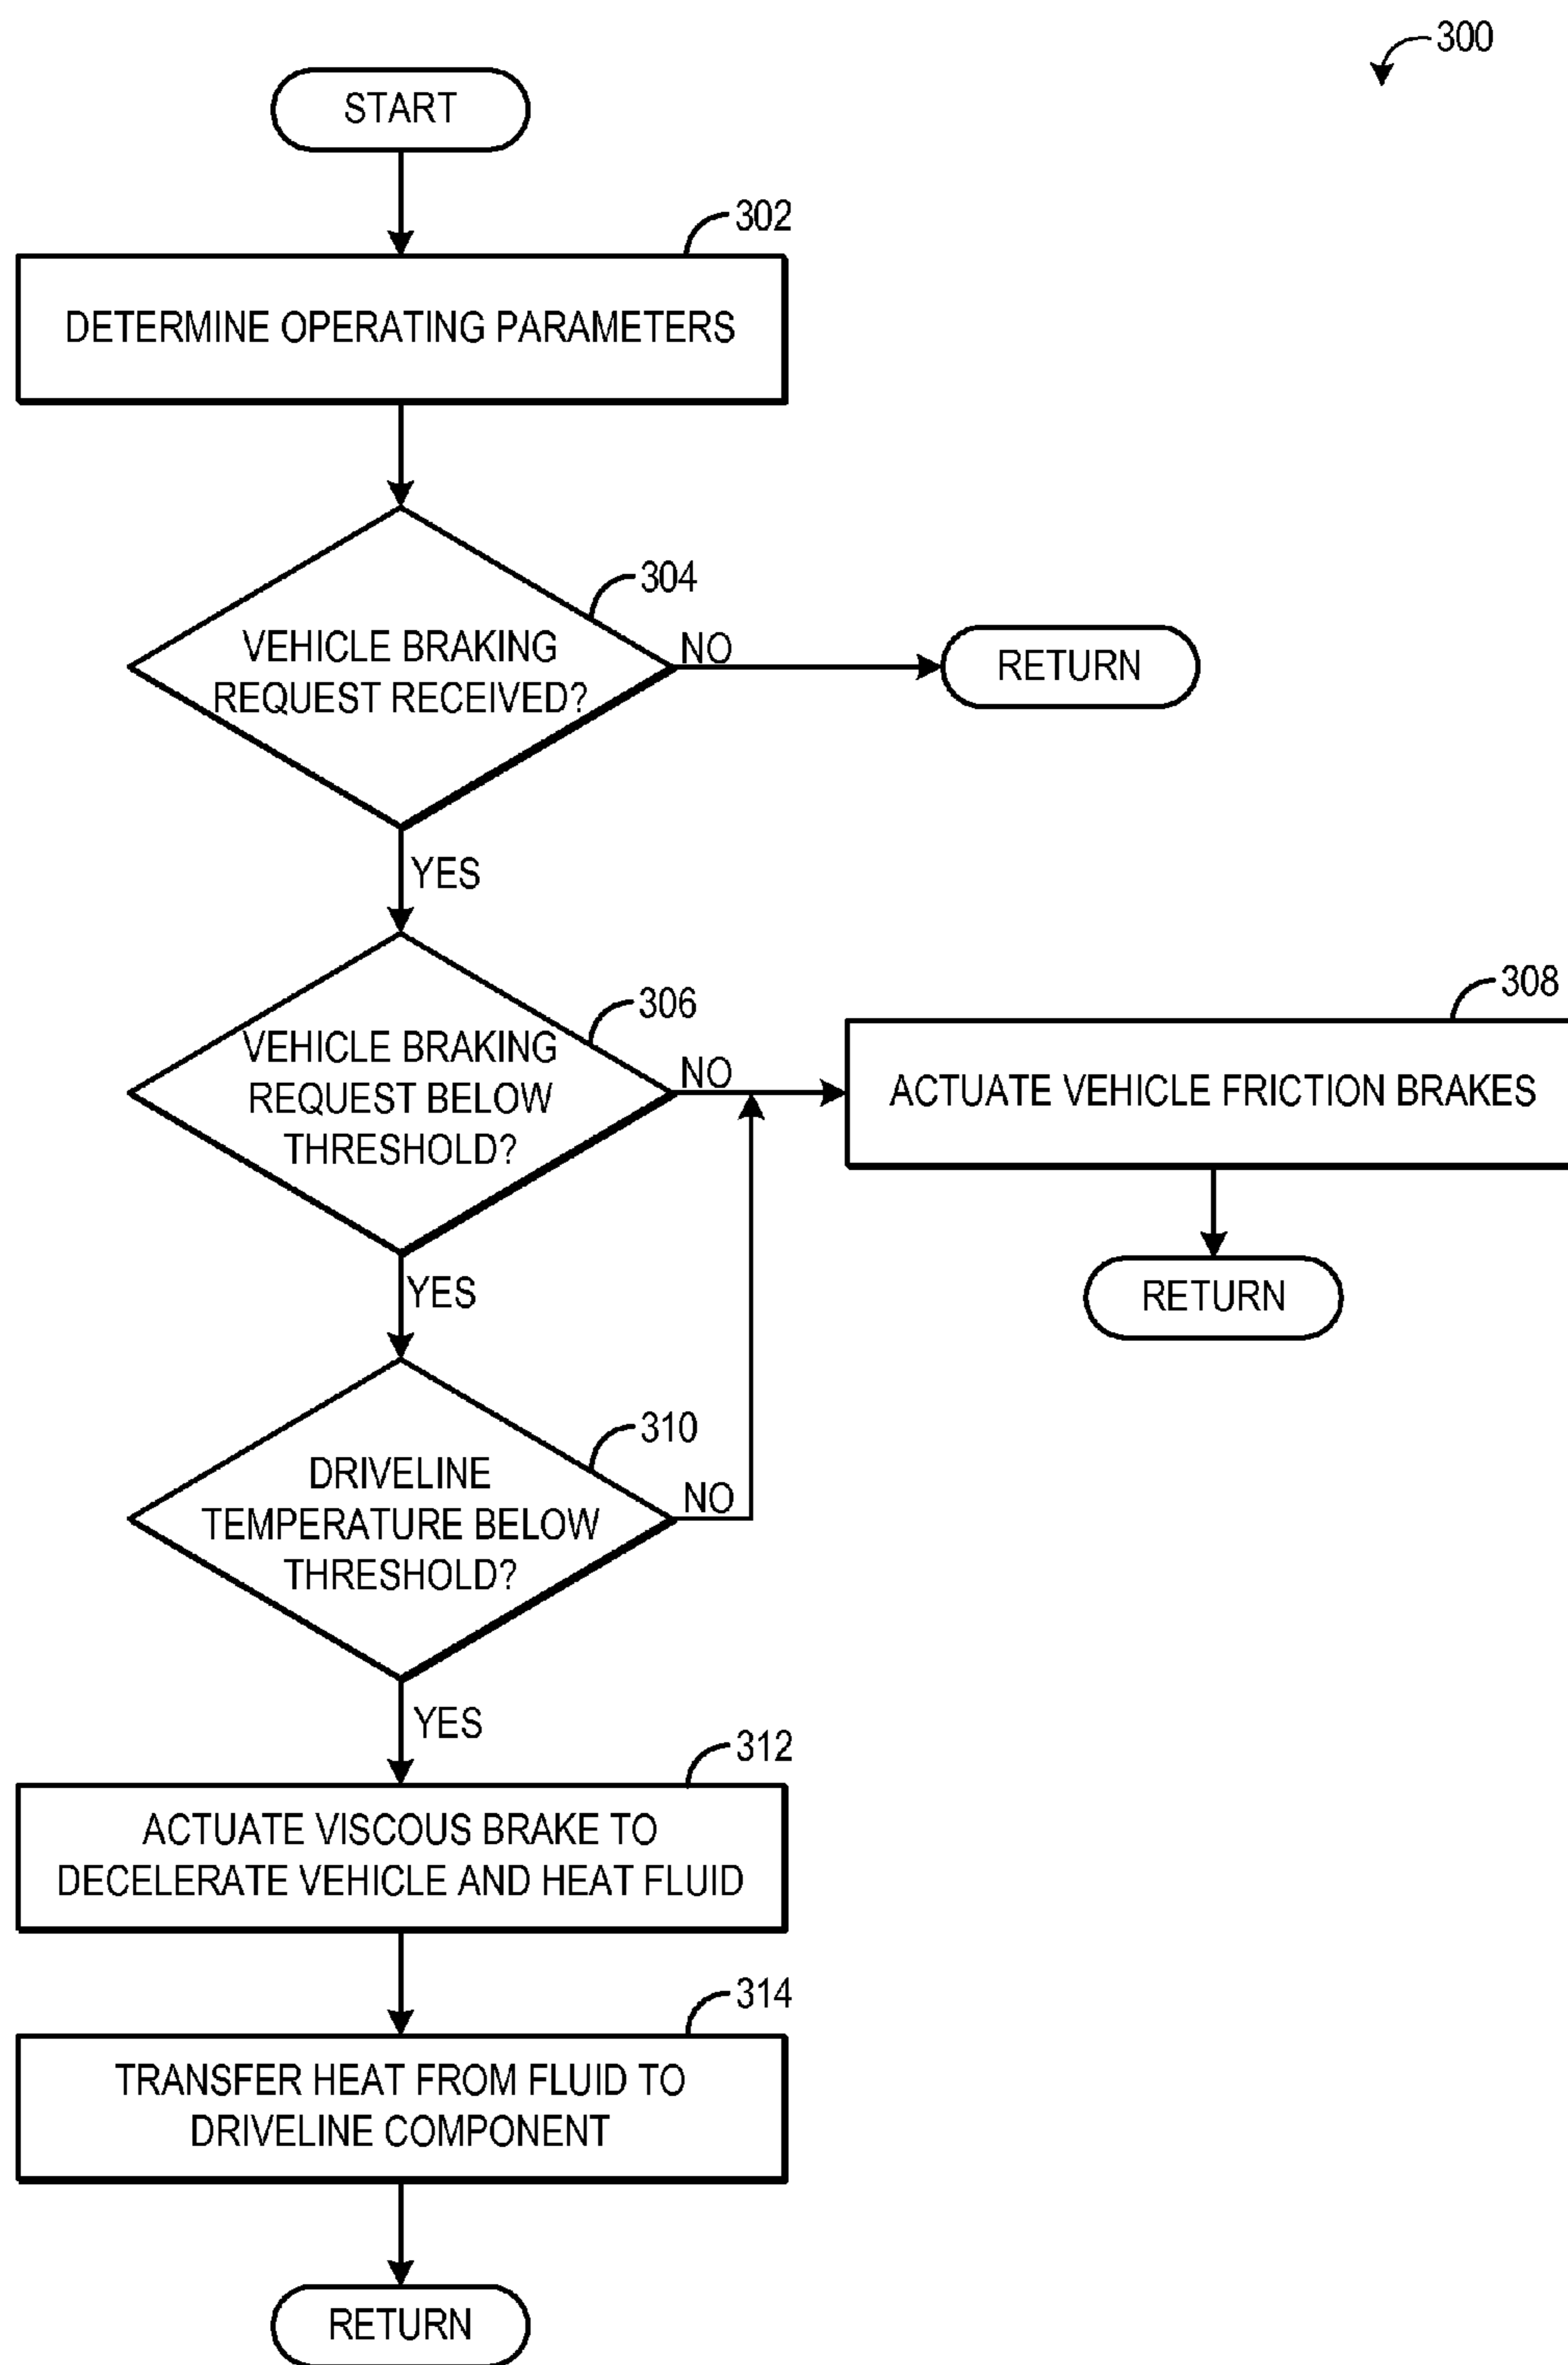 300
START
302
DETERMINE OPERATING PARAMETERS
304
VEHICLE BRAKING
REQUEST RECEIVED?
NO
RETURN
YES
306
VEHICLE BRAKING
REQUEST BELOW
THRESHOLD?
NO
308
ACTUATE VEHICLE FRICTION BRAKES
RETURN
YES
310
DRIVELINE
TEMPERATURE BELOW
THRESHOLD?
NO
YES
312
ACTUATE VISCOUS BRAKE TO
DECELERATE VEHICLE AND HEAT FLUID
314
TRANSFER HEAT FROM FLUID TO
DRIVELINE COMPONENT
RETURN